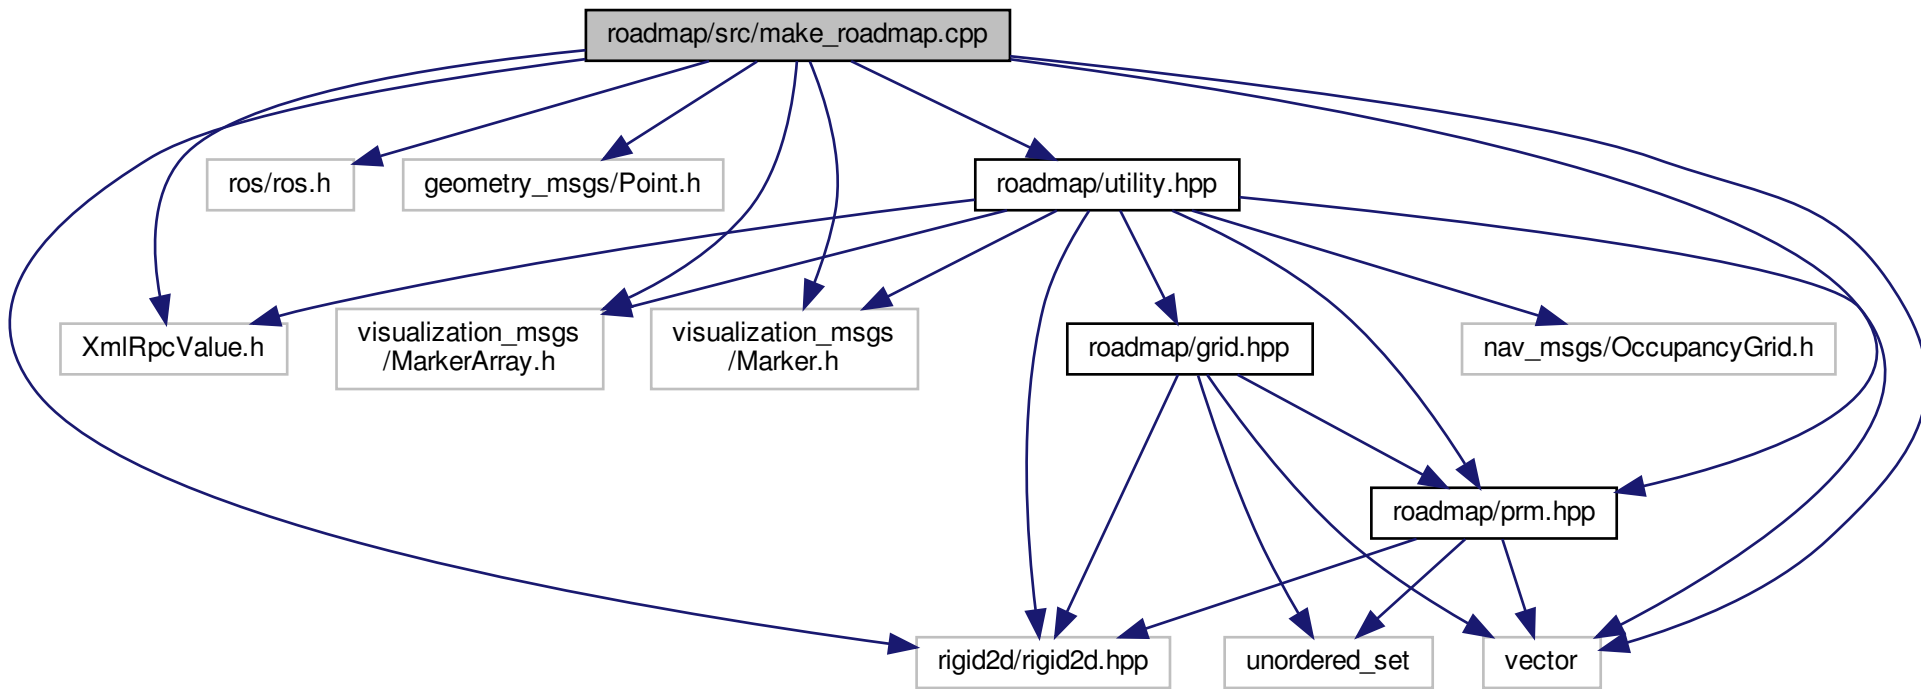 roadmap/src/make_roadmap.cpp
ros/ros.h
geometry_msgs/Point.h
roadmap/utility.hpp
XmlRpcValue.h
visualization_msgs
/MarkerArray.h
visualization_msgs
/Marker.h
roadmap/grid.hpp
nav_msgs/OccupancyGrid.h
roadmap/prm.hpp
rigid2d/rigid2d.hpp
unordered_set
vector